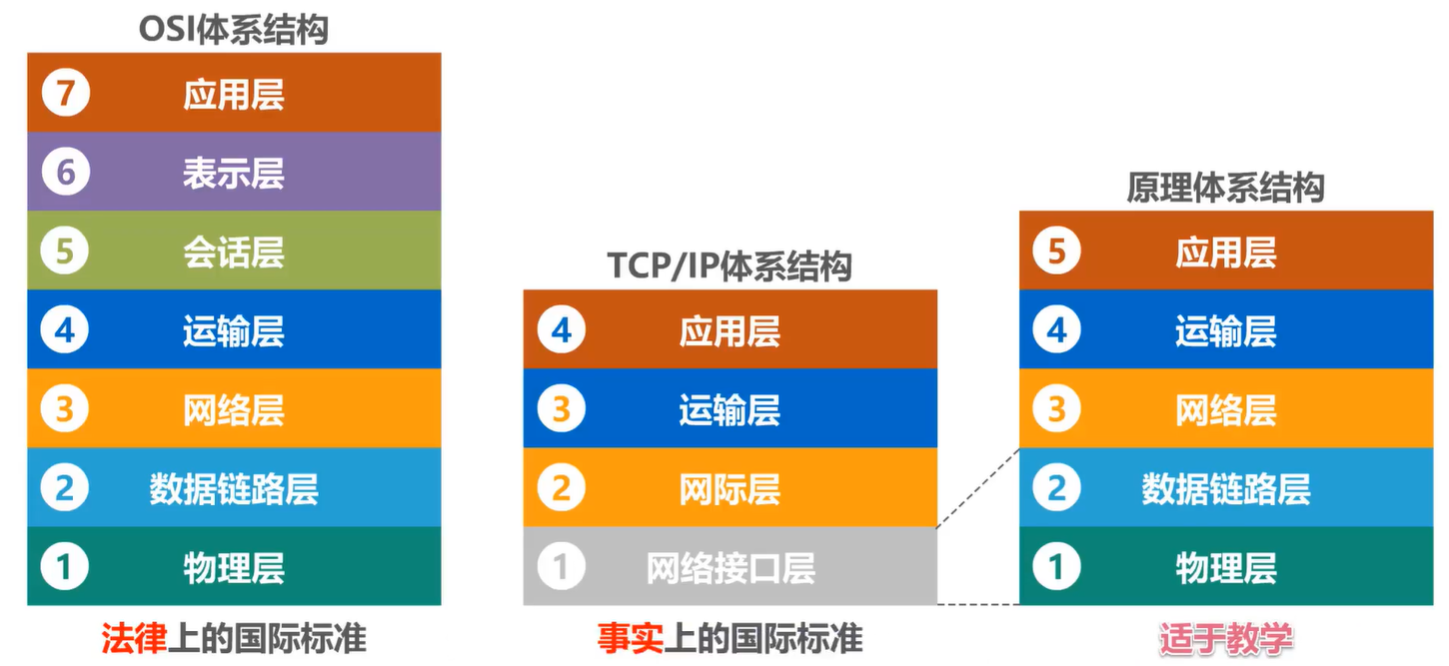 OSI体系结构
7 应用层
6 表示层
5 会话层
4 运输层
3 网络层
2 数据链路层
1 物理层
法律上的国际标准
TCP/IP体系结构
4 应用层
3 运输层
2 网际层
1 网络接口层
事实上的国际标准
原理体系结构
5 应用层
4 运输层
3 网络层
2 数据链路层
1 物理层
适于教学